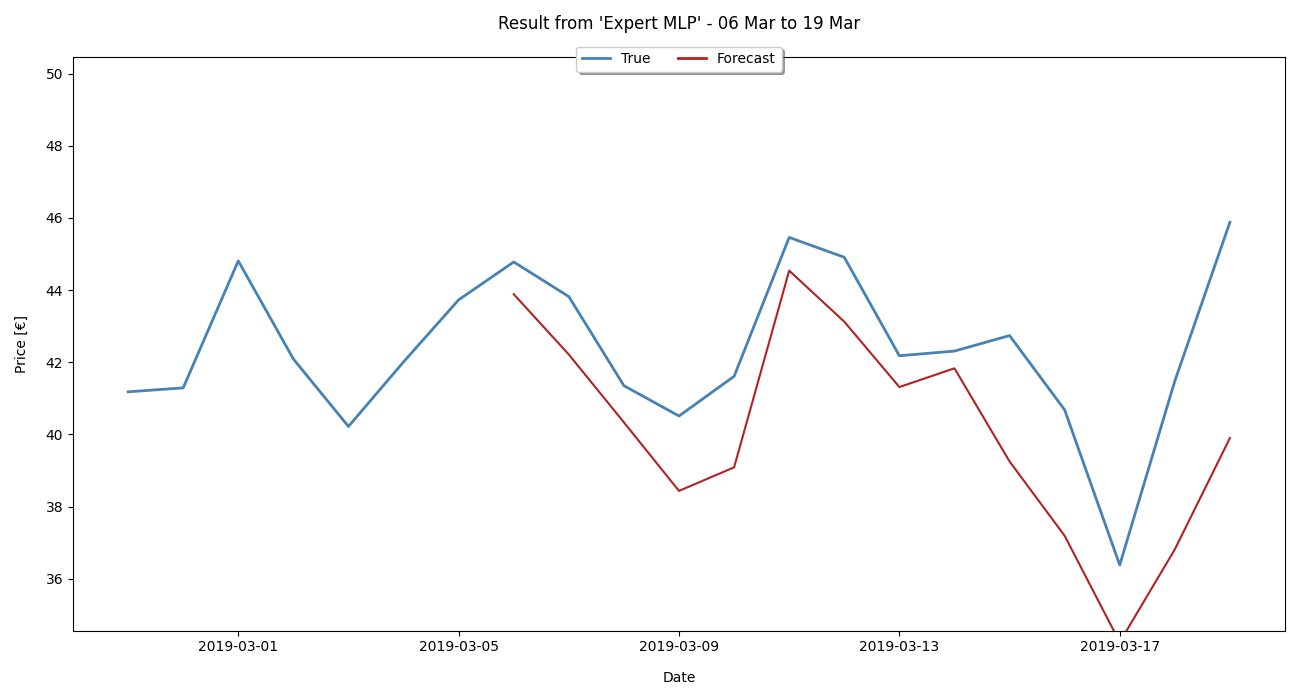 Result from 'Expert MLP' - 06 Mar to 19 Mar
True Forecast
50
48
46
44
42
40
38
36
Price [€]
2019-03-01 2019-03-05 2019-03-09 2019-03-13 2019-03-17
Date